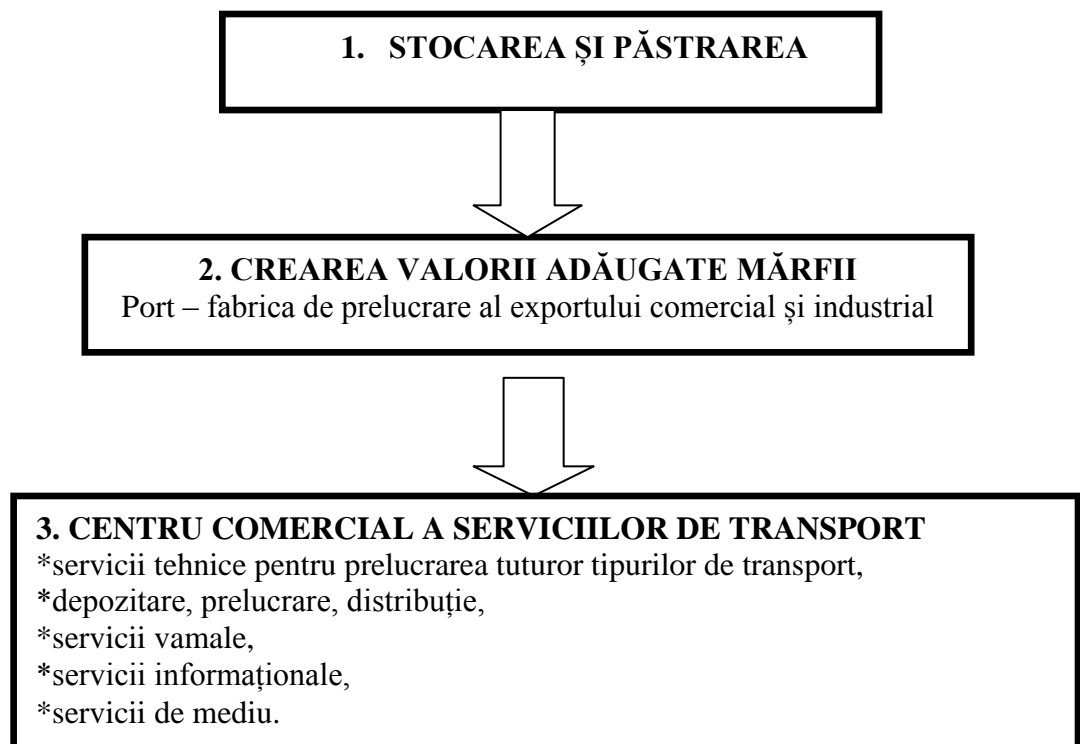 1. STOCAREA ȘI PĂSTRAREA
2. CREAREA VALORII ADĂUGATE MĂRFII
Port – fabrica de prelucrare al exportului comercial și industrial
3. CENTRU COMERCIAL A SERVICIILOR DE TRANSPORT
*servicii tehnice pentru prelucrarea tuturor tipurilor de transport,
*depozitare, prelucrare, distribuție,
*servicii vamale,
*servicii informaționale,
*servicii de mediu.